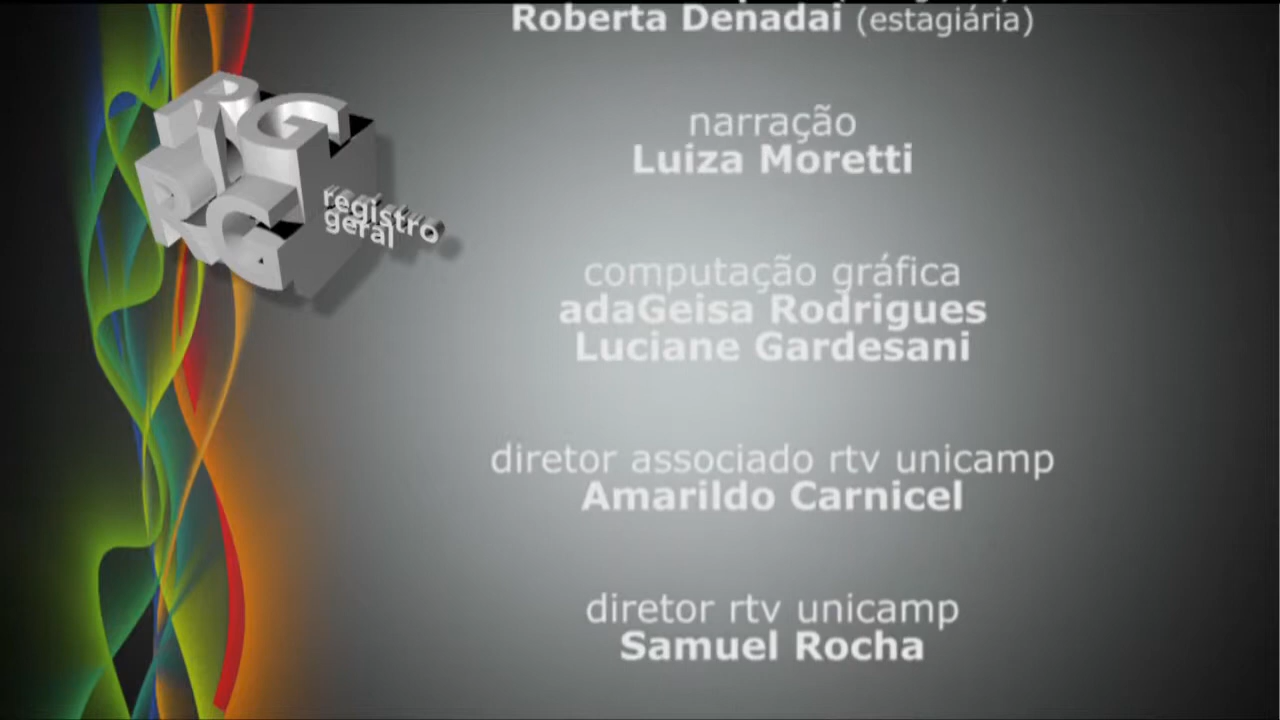 Roberta Denadai (estagiária)
narração
Luiza Moretti
computação gráfica
adaGeisa Rodrigues
Luciane Gardesani
diretor associado rtv unicamp
Amarildo Carnicel
diretor rtv unicamp
Samuel Rocha
RG
RG
registro
geral